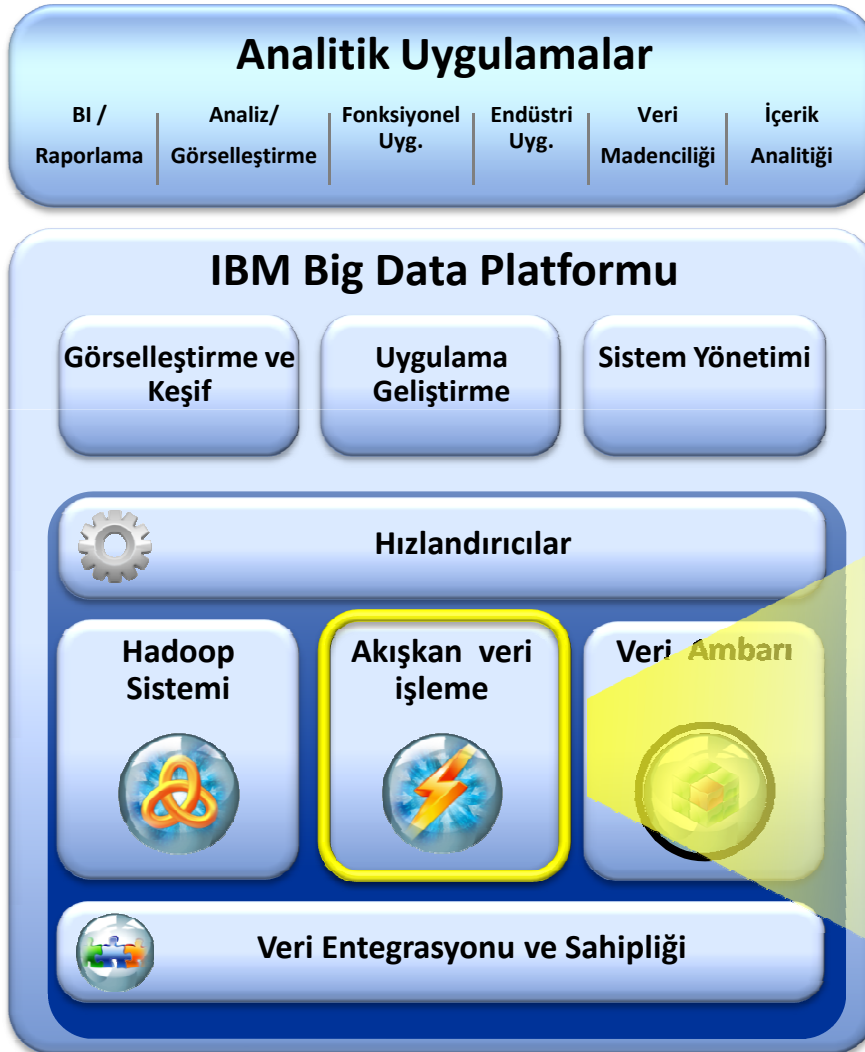 Analitik Uygulamalar
BI /
Raporlama
Analiz/
Görselleştirme
Fonksiyonel
Uyg.
Endüstri
Uyg.
Veri
Madenciliği
İçerik
Analitiği
IBM Big Data Platformu
Görselleştirme ve
Keşif
Uygulama
Geliştirme
Sistem Yönetimi
Hızlandırıcılar
Hadoop
Sistemi
Akışkan veri
işleme
Veri Ambarı
Veri Entegrasyonu ve Sahipliği